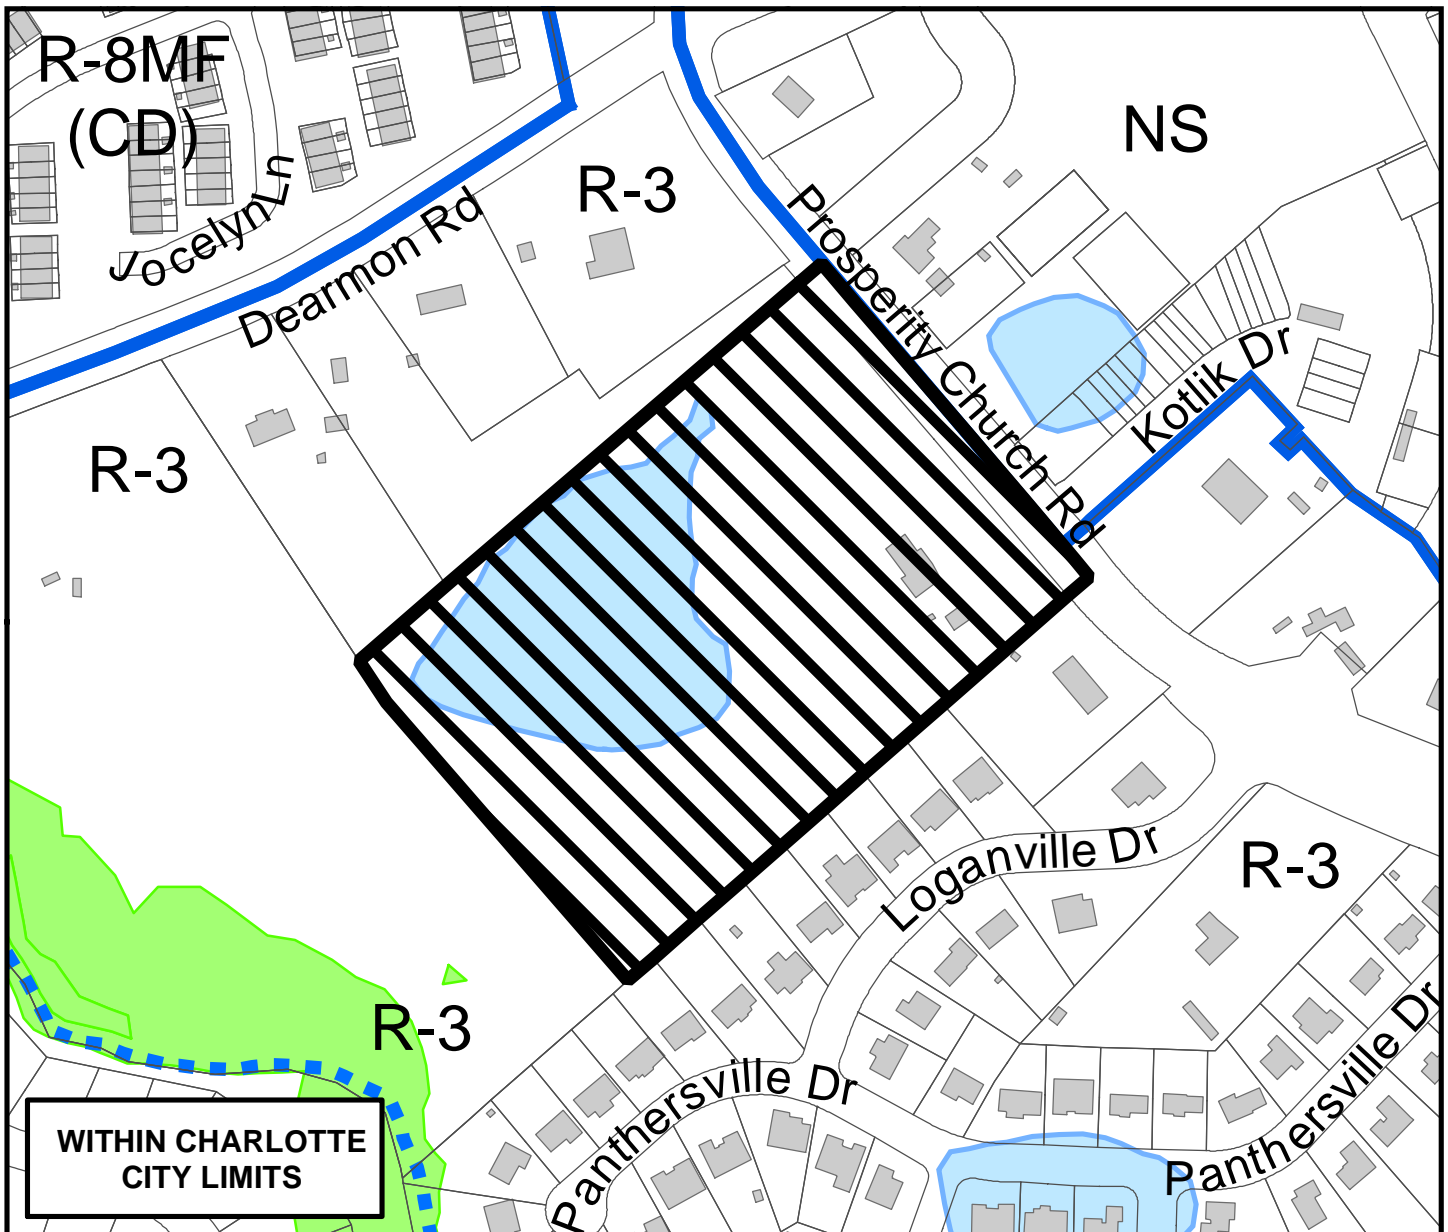 R-8MF
(CD)
NS
R-3
Jocelyn Ln
Dearmon Rd
Prosperity Church Rd
Kotlik Dr
R-3
Loganville Dr
R-3
R-3
Panthersville Dr
Panthersville Dr
WITHIN CHARLOTTE
CITY LIMITS